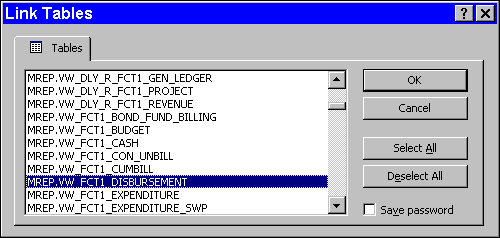 Link Tables
Tables
MREP.VW_DLY_R_FCT1_GEN_LEDGER
MREP.VW_DLY_R_FCT1_PROJECT
MREP.VW_DLY_R_FCT1_REVENUE
MREP.VW_FCT1_BOND_FUND_BILLING
MREP.VW_FCT1_BUDGET
MREP.VW_FCT1_CASH
MREP.VW_FCT1_CON_UNBILL
MREP.VW_FCT1_CUMBILL
MREP.VW_FCT1_DISBURSEMENT
MREP.VW_FCT1_EXPENDITURE
MREP.VW_FCT1_EXPENDITURE_SWP
OK
Cancel
Select All
Deselect All
Save password